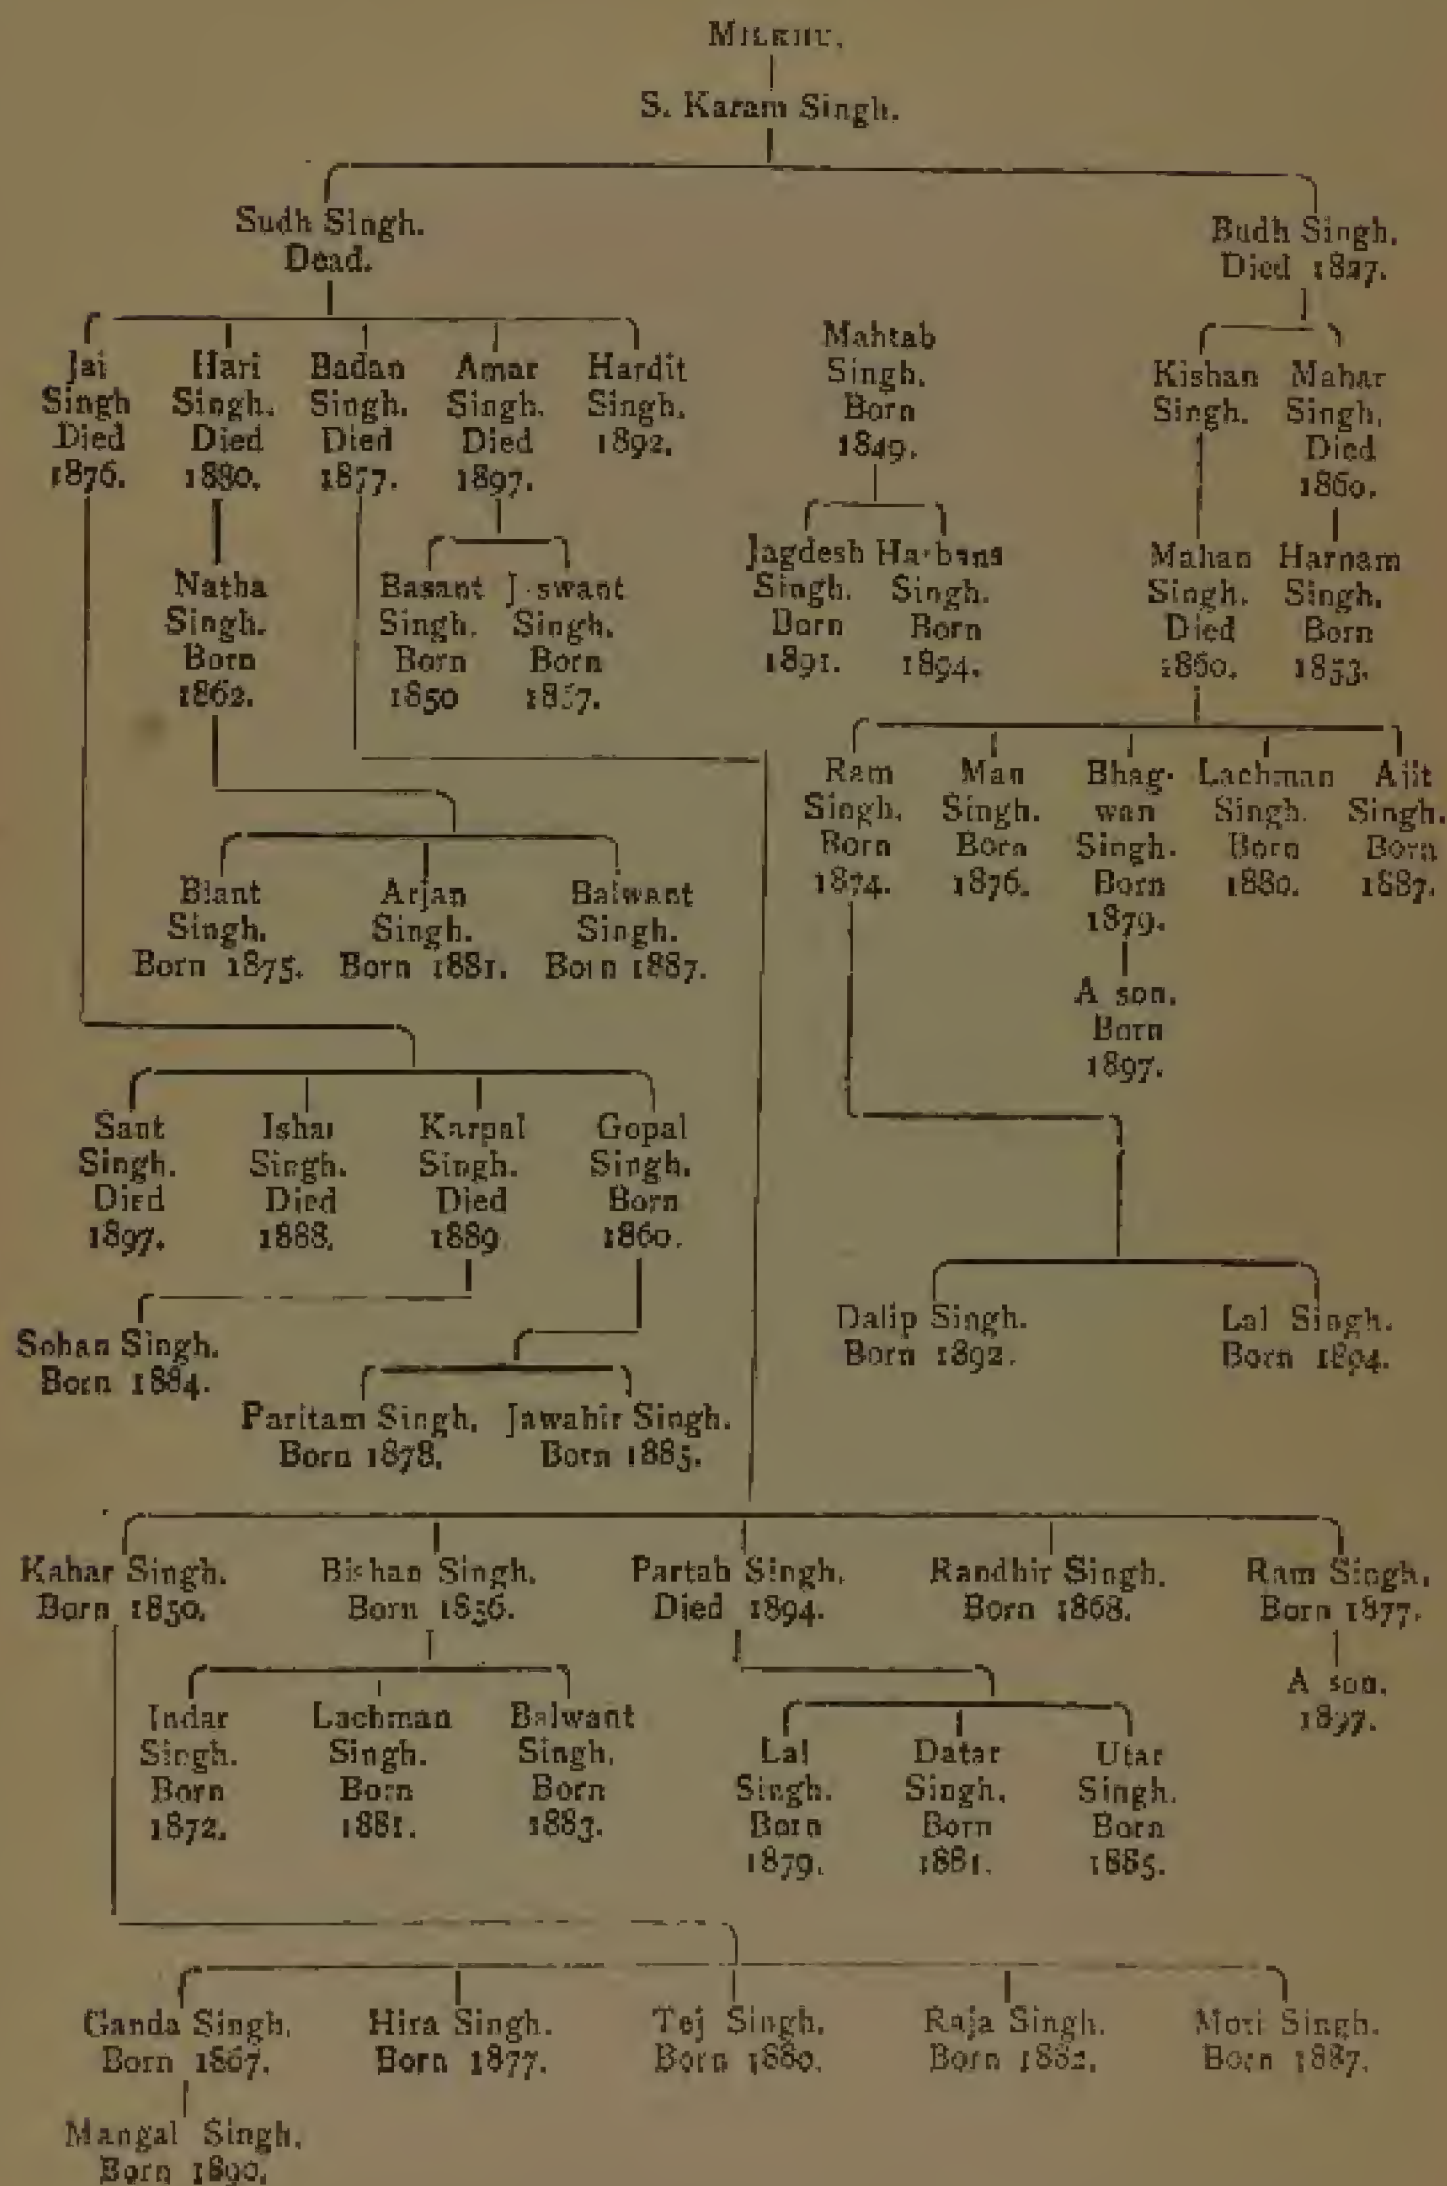 MILKHU.
S. Karam Singh.
Sudh Singh.
Dead.
Budh Singh.
Died 1827.
Jai
Singh
Died
1876.
Hari
Singh.
Died
1880.
Badan
Singh.
Died
1877.
Amar
Singh.
Died
1897.
Hardit
Singh.
1892.
Mahtab
Singh.
Born
1849.
Kishan
Singh.
Mahar
Singh.
Died
1860.
Natha
Singh.
Born
1862.
Basant
Singh.
Born
1850
J swant
Singh.
Born
Jagdesh
Singh.
Born
1891.
Harbans
Singh.
Born
1894.
Mahan
Singh.
Died
1860.
Harnam
Singh.
Born
1853.
Ram
Singh.
Born
1874.
Man
Singh.
Born
1876.
Bhag-
wan
Singh.
Born
1879.
Lachman
Singh.
Born
1880.
Ajit
Singh.
Born
1887.
Biant
Singh.
Born 1875.
Arjan
Singh.
Born 1881.
Balwant
Singh.
Born 1887.
A son.
Born
1897.
Sant
Singh.
Died
1897.
Ishar
Singh.
Died
1888.
Karpal
Singh.
Died
1889
Gopal
Singh.
Born
1860.
Sohan Singh.
Born 1884.
Dalip Singh.
Born 1892.
Lal Singh.
Born 1894.
Paritam Singh.
Born 1878.
Jawahir Singh.
Born 1885.
Kahar Singh.
Born 1850.
Bishan Singh.
Born 1856.
Partab Singh.
Died 1894.
Randhir Singh.
Born 1868.
Ram Singh.
Born 1877.
A son.
1897.
Indar
Singh.
Born
1872.
Lachman
Singh.
Born
1881.
Balwant
Singh.
Born
1883.
Lal
Singh.
Born
1879.
Datar
Singh.
Born
1881.
Utar
Singh.
Born
1885.
Ganda Singh.
Born 1867.
Hira Singh.
Born 1877.
Tej Singh.
Born 1880.
Raja Singh.
Born 1882.
Moti Singh.
Born 1887.
Mangal Singh.
Born 1890.